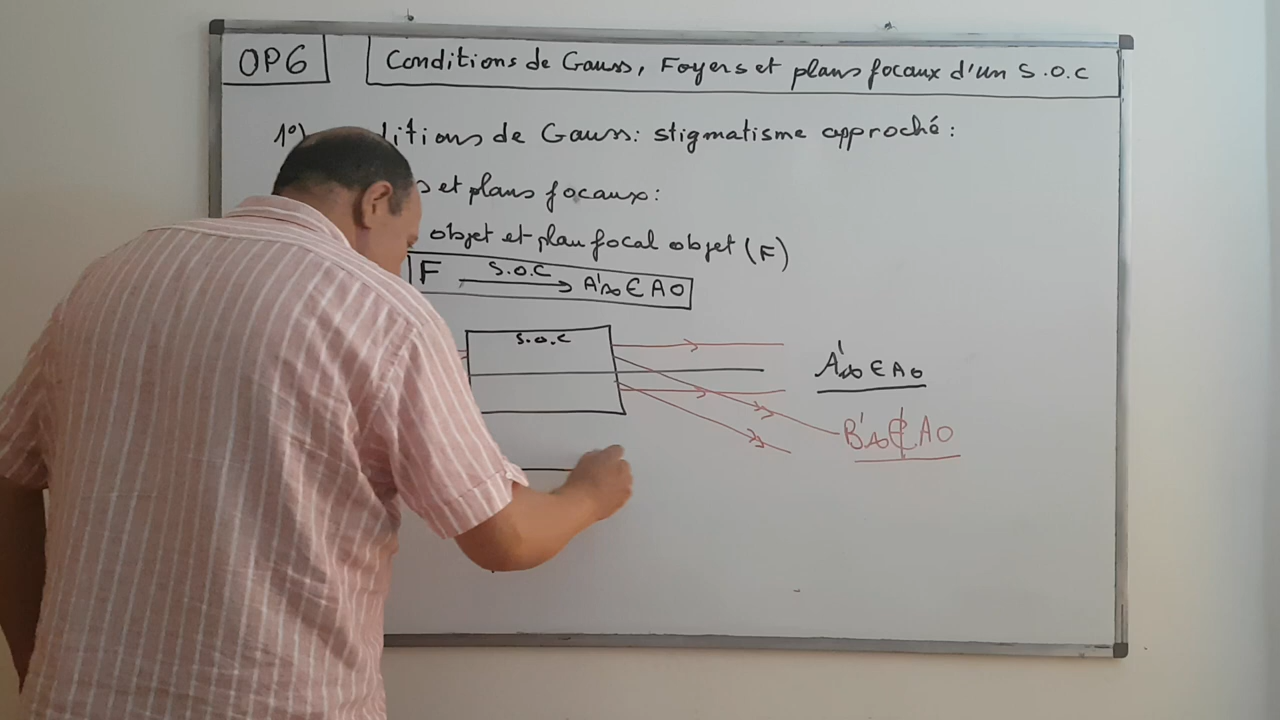 OP6
Conditions de Gauss, Foyers et plans focaux d'un S.O.C
1°) ditions de Gauss: stigmatisme approché:
s et plans focaux:
objet et plan focal objet (F)
F S.O.C → A'∞ ∈ AO
S.O.C
A'∞ ∈ AO
B'∞ ∉ AO